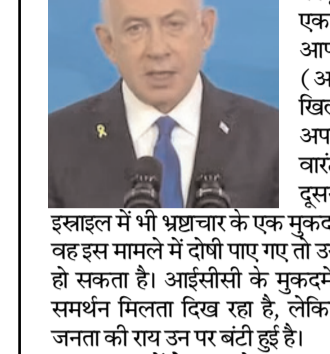 एक
आप
(अ
खिल
अप
वारं
दूस
इस्राइल में भी भ्रष्टाचार के एक मुकद
वह इस मामले में दोषी पाए गए तो उ
हो सकता है। आईसीसी के मुकदमे
समर्थन मिलता दिख रहा है, लेकि
जनता की राय उन पर बंटी हुई है।